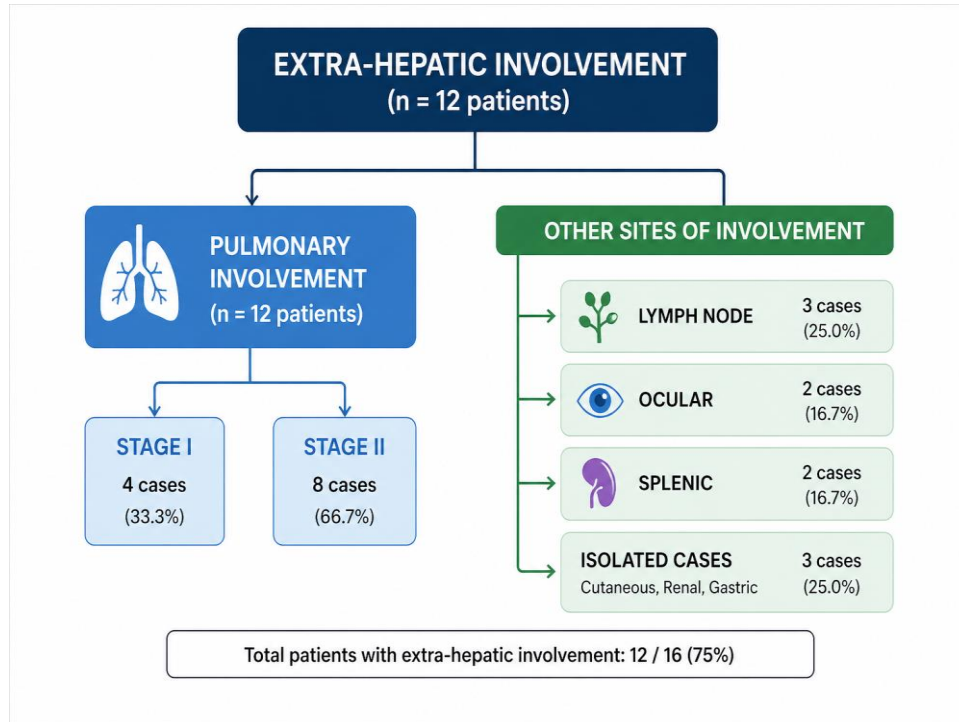 EXTRA-HEPATIC INVOLVEMENT
(n = 12 patients)
PULMONARY
INVOLVEMENT
(n = 12 patients)
STAGE I
4 cases
(33.3%)
STAGE II
8 cases
(66.7%)
OTHER SITES OF INVOLVEMENT
LYMPH NODE
3 cases
(25.0%)
OCULAR
2 cases
(16.7%)
SPLENIC
2 cases
(16.7%)
ISOLATED CASES
Cutaneous, Renal, Gastric
3 cases
(25.0%)
Total patients with extra-hepatic involvement: 12 / 16 (75%)